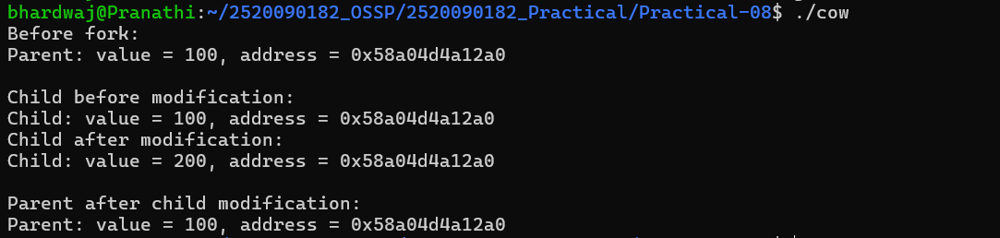 bhardwaj@Pranathi:~/2520090182_OSSP/2520090182_Practical/Practical-08$ ./cow
Before fork:
Parent: value = 100, address = 0x58a04d4a12a0
Child before modification:
Child: value = 100, address = 0x58a04d4a12a0
Child after modification:
Child: value = 200, address = 0x58a04d4a12a0
Parent after child modification:
Parent: value = 100, address = 0x58a04d4a12a0